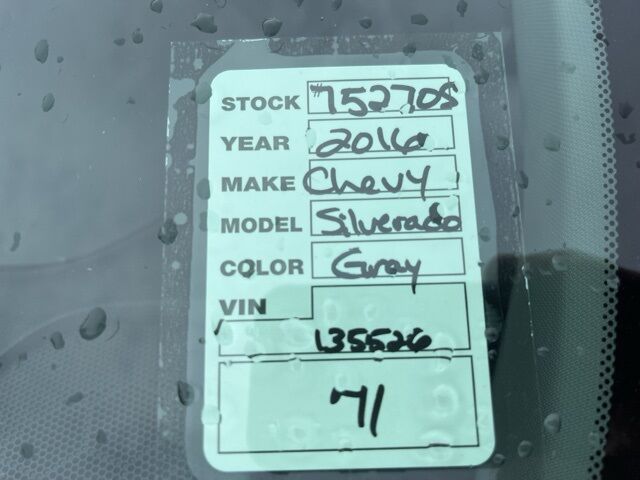 STOCK #75270S
YEAR 2016
MAKE Chevy
MODEL Silverado
COLOR Gray
VIN
135526
71